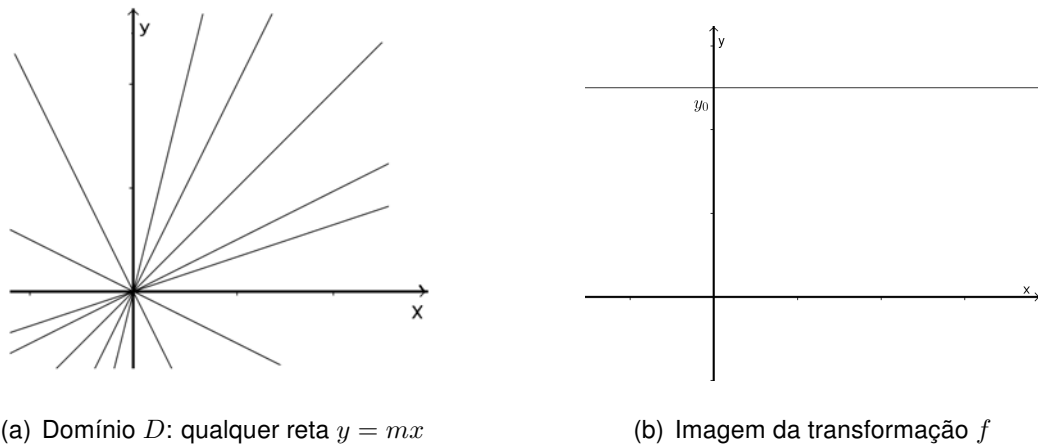 y
x
y
y₀
x
(a) Domínio D: qualquer reta y = mx
(b) Imagem da transformação f